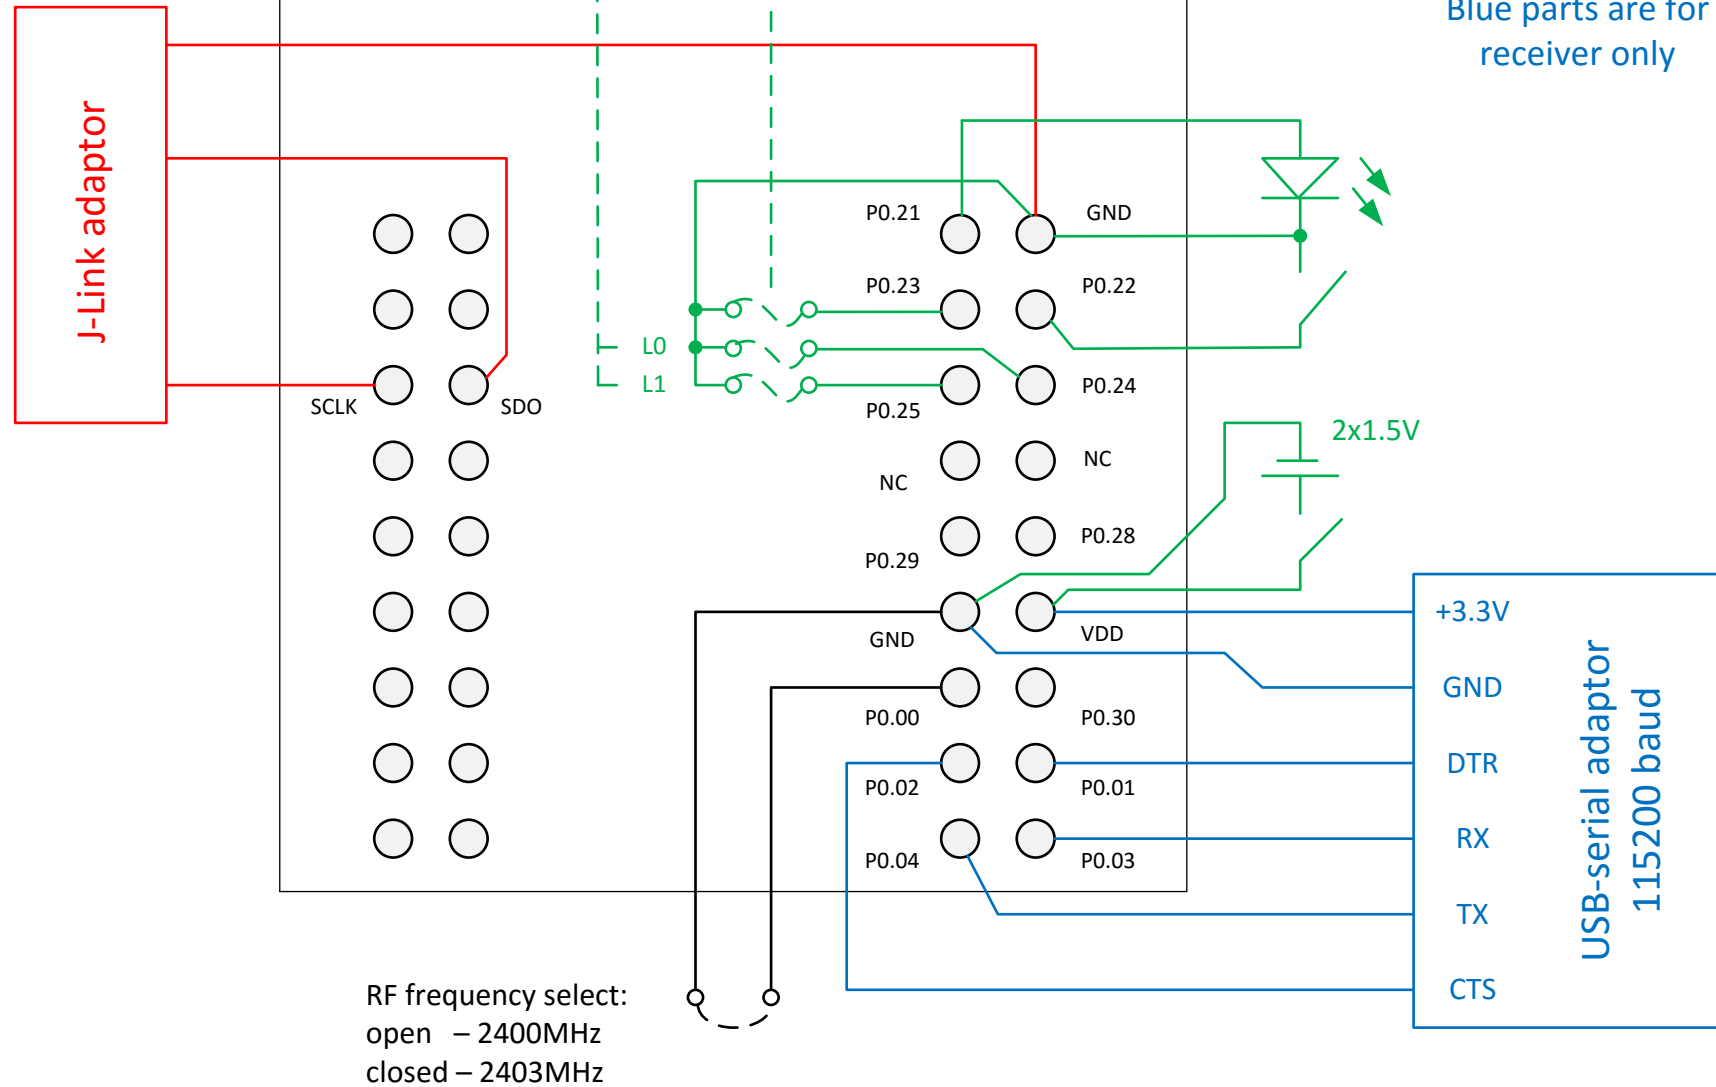 Blue parts are for
receiver only
J-Link adaptor
P0.21
GND
P0.23
P0.22
L0
L1
P0.24
P0.25
SCLK
SDO
2x1.5V
NC
NC
P0.28
P0.29
+3.3V
GND
VDD
GND
P0.00
P0.30
DTR
P0.02
P0.01
RX
P0.04
P0.03
TX
CTS
USB-serial adaptor
115200 baud
RF frequency select:
open – 2400MHz
closed – 2403MHz